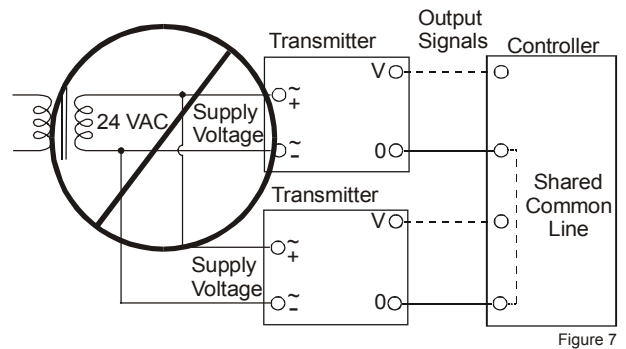 Output
Signals
Transmitter
Controller
V
~
+
24 VAC
Supply
Voltage
~
-
0
Shared
Common
Line
Transmitter
V
~
+
Supply
Voltage
~
-
0
Figure 7